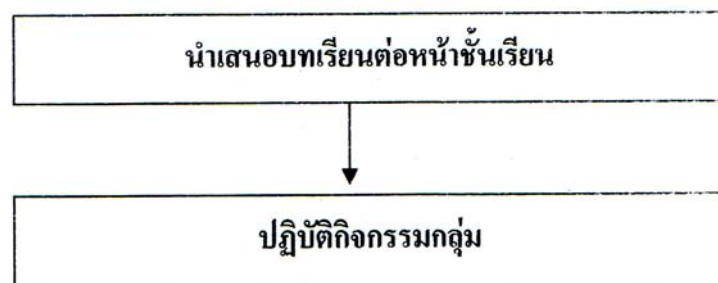 นำเสนอบทเรียนต่อหน้าชั้นเรียน
ปฏิบัติกิจกรรมกลุ่ม